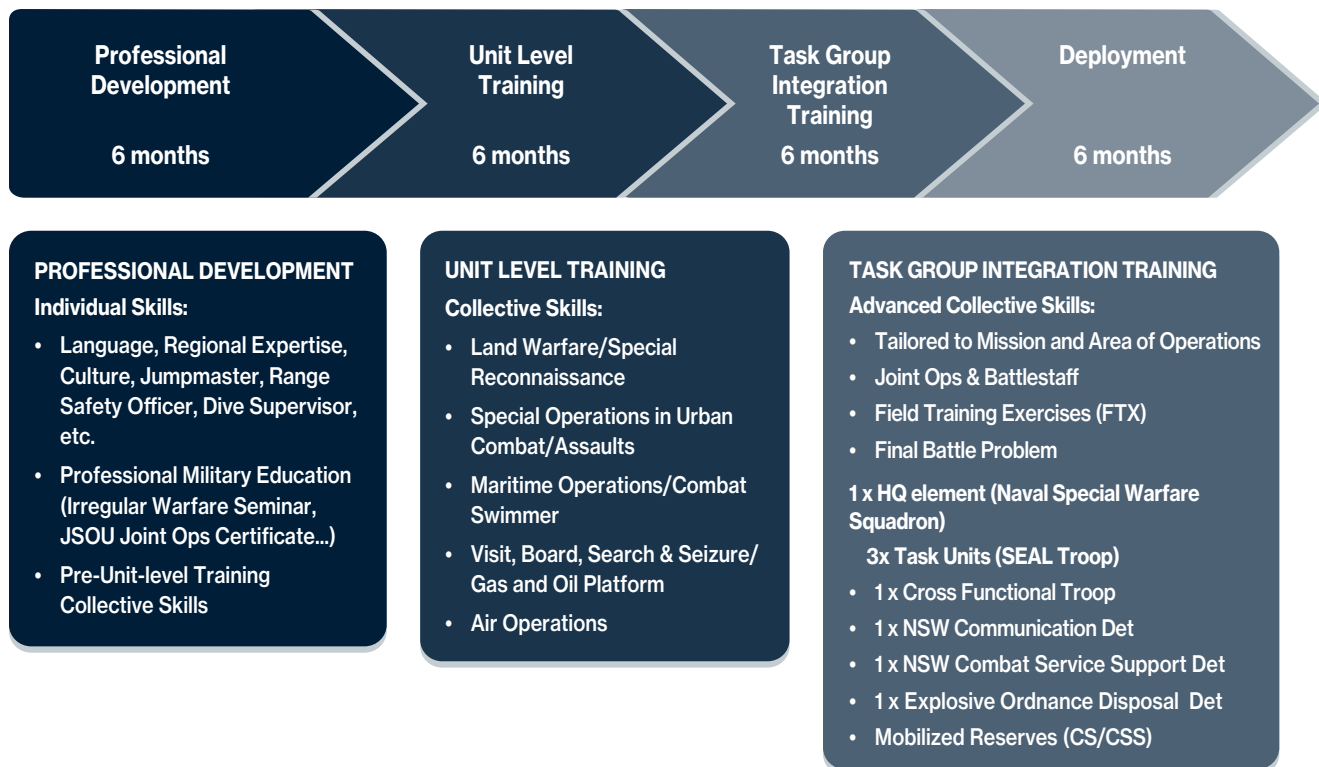 Professional
Development
6 months
Unit Level
Training
6 months
Task Group
Integration
Training
6 months
Deployment
6 months
PROFESSIONAL DEVELOPMENT
Individual Skills:
• Language, Regional Expertise,
Culture, Jumpmaster, Range
Safety Officer, Dive Supervisor,
etc.
• Professional Military Education
(Irregular Warfare Seminar,
JSOU Joint Ops Certificate...)
• Pre-Unit-level Training
Collective Skills
UNIT LEVEL TRAINING
Collective Skills:
• Land Warfare/Special
Reconnaissance
• Special Operations in Urban
Combat/Assaults
• Maritime Operations/Combat
Swimmer
• Visit, Board, Search & Seizure/
Gas and Oil Platform
• Air Operations
TASK GROUP INTEGRATION TRAINING
Advanced Collective Skills:
• Tailored to Mission and Area of Operations
• Joint Ops & Battlestaff
• Field Training Exercises (FTX)
• Final Battle Problem
1 x HQ element (Naval Special Warfare
Squadron)
3x Task Units (SEAL Troop)
• 1 x Cross Functional Troop
• 1 x NSW Communication Det
• 1 x NSW Combat Service Support Det
• 1 x Explosive Ordnance Disposal Det
• Mobilized Reserves (CS/CSS)